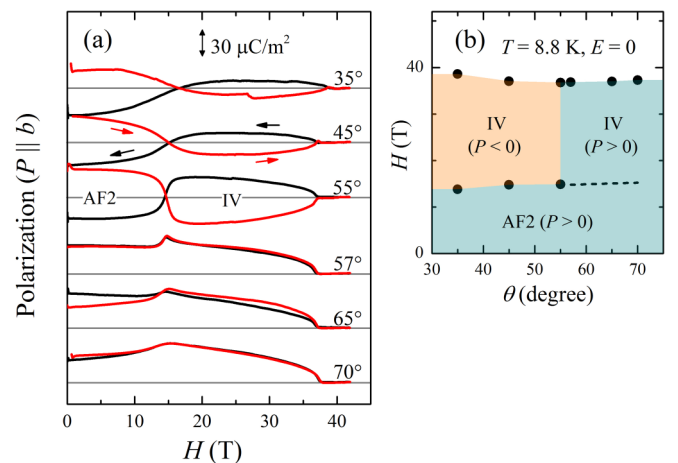 (a)
30 μC/m²
35°
45°
55°
AF2
IV
57°
65°
70°
Polarization (P || b)
0
10
20
30
40
H (T)
(b)
T = 8.8 K, E = 0
40
IV
(P < 0)
IV
(P > 0)
AF2 (P > 0)
0
H (T)
30
40
50
60
70
θ (degree)